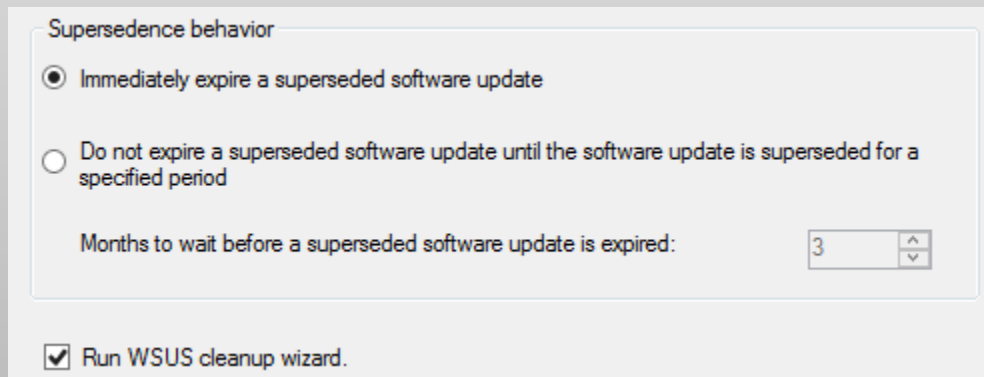 Supersedence behavior
Immediately expire a superseded software update
Do not expire a superseded software update until the software update is superseded for a
specified period
Months to wait before a superseded software update is expired:
3
Run WSUS cleanup wizard.